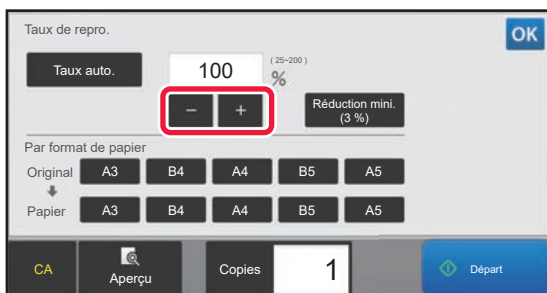 Taux de repro.
OK
Taux auto.
100
(25~200)
%
− +
Réduction mini.
(3 %)
Par format de papier
Original A3 B4 A4 B5 A5
Papier A3 B4 A4 B5 A5
CA
Aperçu
Copies
1
Départ